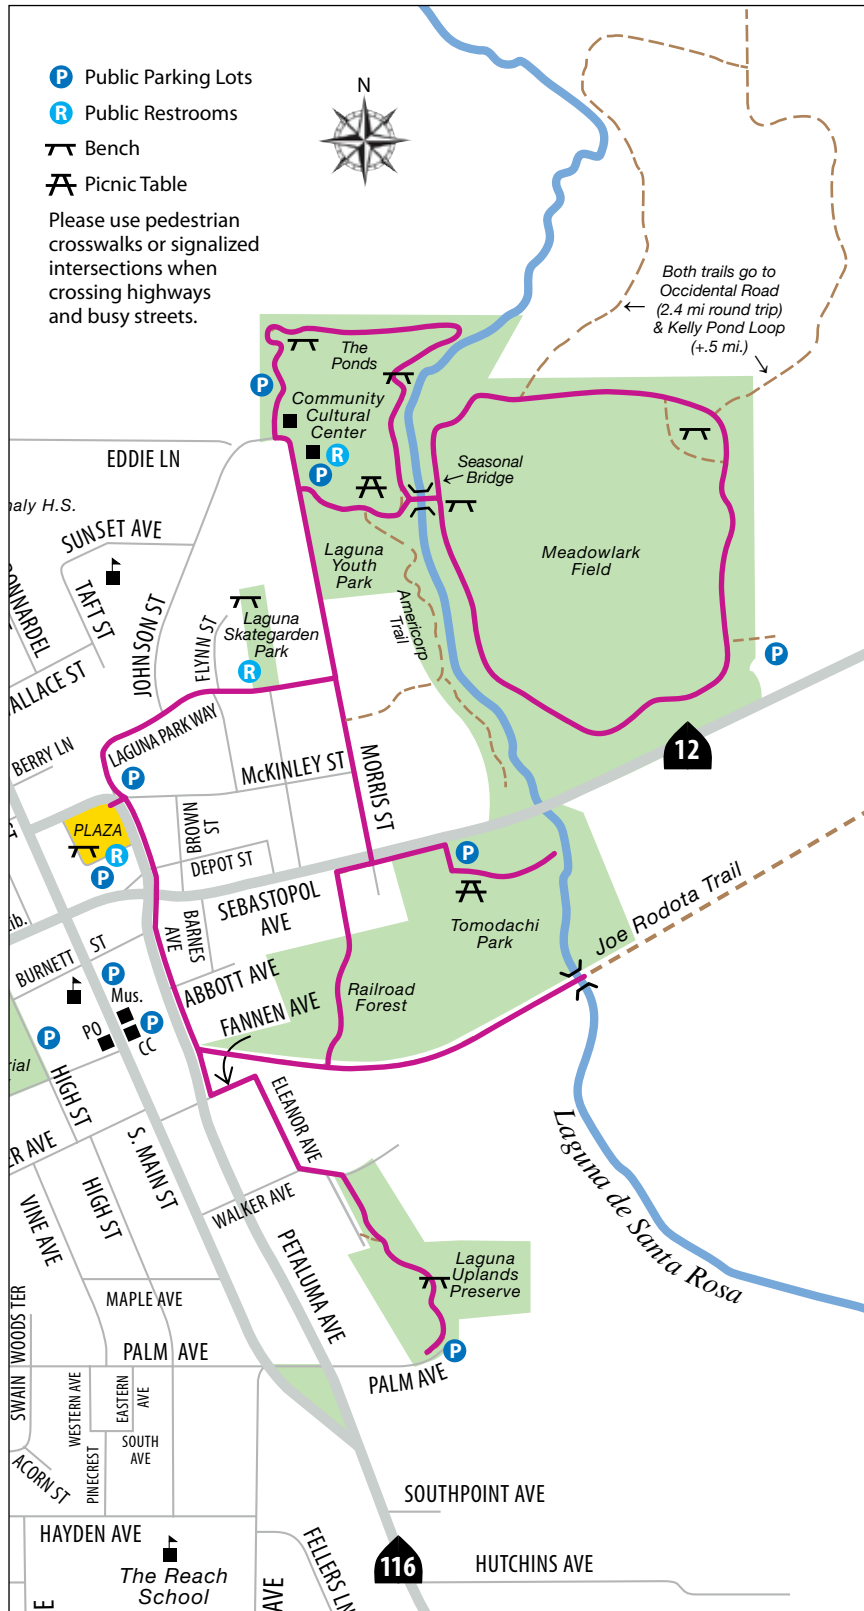 N
P Public Parking Lots
R Public Restrooms
Bench
Picnic Table
Please use pedestrian
crosswalks or signalized
intersections when
crossing highways
and busy streets.
Both trails go to
Occidental Road
(2.4 mi round trip)
& Kelly Pond Loop
(+.5 mi.)
The
Ponds
P
Community
Cultural
Center
R
P
EDDIE LN
Seasonal
Bridge
naly H.S.
SUNSET AVE
Laguna
Youth
Park
Meadowlark
Field
TAFT ST
JOHNSON ST
FLYNN ST
Laguna
Skategarden
Park
R
Americorp
Trail
P
ALLACE ST
LAGUNA PARK WAY
BERRY LN
P
McKINLEY ST
MORRIS ST
12
PLAZA
R
P
BROWN
ST
DEPOT ST
P
SEBASTOPOL
AVE
Tomodachi
Park
Joe Rodota Trail
ib.
BARNES
AVE
BURNETT ST
P
ABBOTT AVE
Railroad
Forest
Mus.
P
CC
PO
P
FANNEN AVE
rial
HIGH ST
ELEANOR AVE
ER AVE
S. MAIN ST
Laguna de Santa Rosa
VINE AVE
HIGH ST
WALKER AVE
PETALUMA AVE
Laguna
Uplands
Preserve
MAPLE AVE
PALM AVE
P
PALM AVE
SWAIN WOODS TER
WESTERN AVE
EASTERN
AVE
PINECREST
SOUTH
AVE
ACORN ST
SOUTHPOINT AVE
HAYDEN AVE
The Reach
School
FELLERS LN
116
HUTCHINS AVE
AVE
E